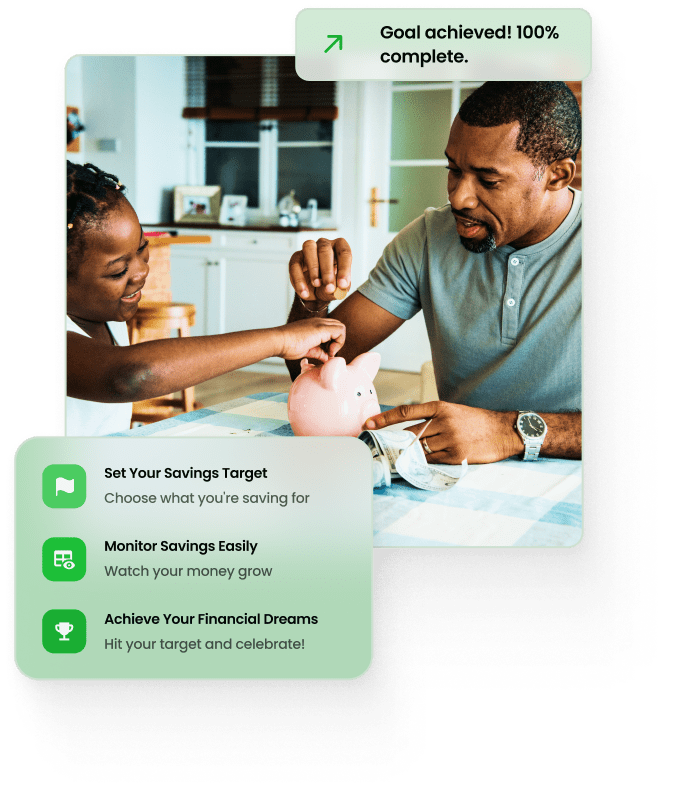 Goal achieved! 100%
complete.
Set Your Savings Target
Choose what you're saving for
Monitor Savings Easily
Watch your money grow
Achieve Your Financial Dreams
Hit your target and celebrate!